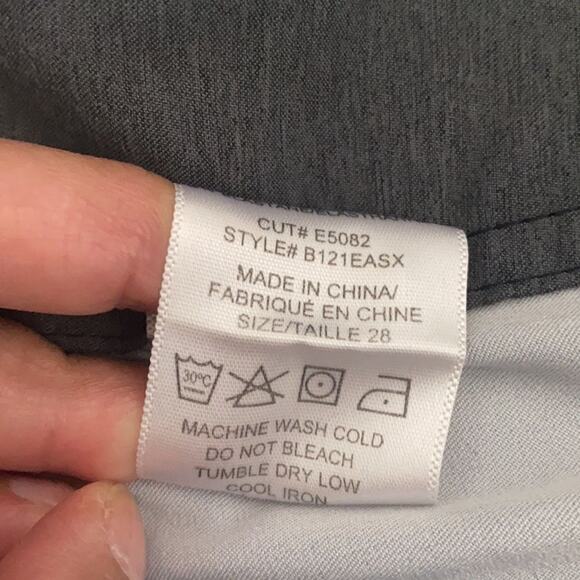 CUT# E5082
STYLE# B121EASX
MADE IN CHINA/
FABRIQUÉ EN CHINE
SIZE/TAILLE 28
30°C
MACHINE WASH COLD
DO NOT BLEACH
TUMBLE DRY LOW
COOL IRON